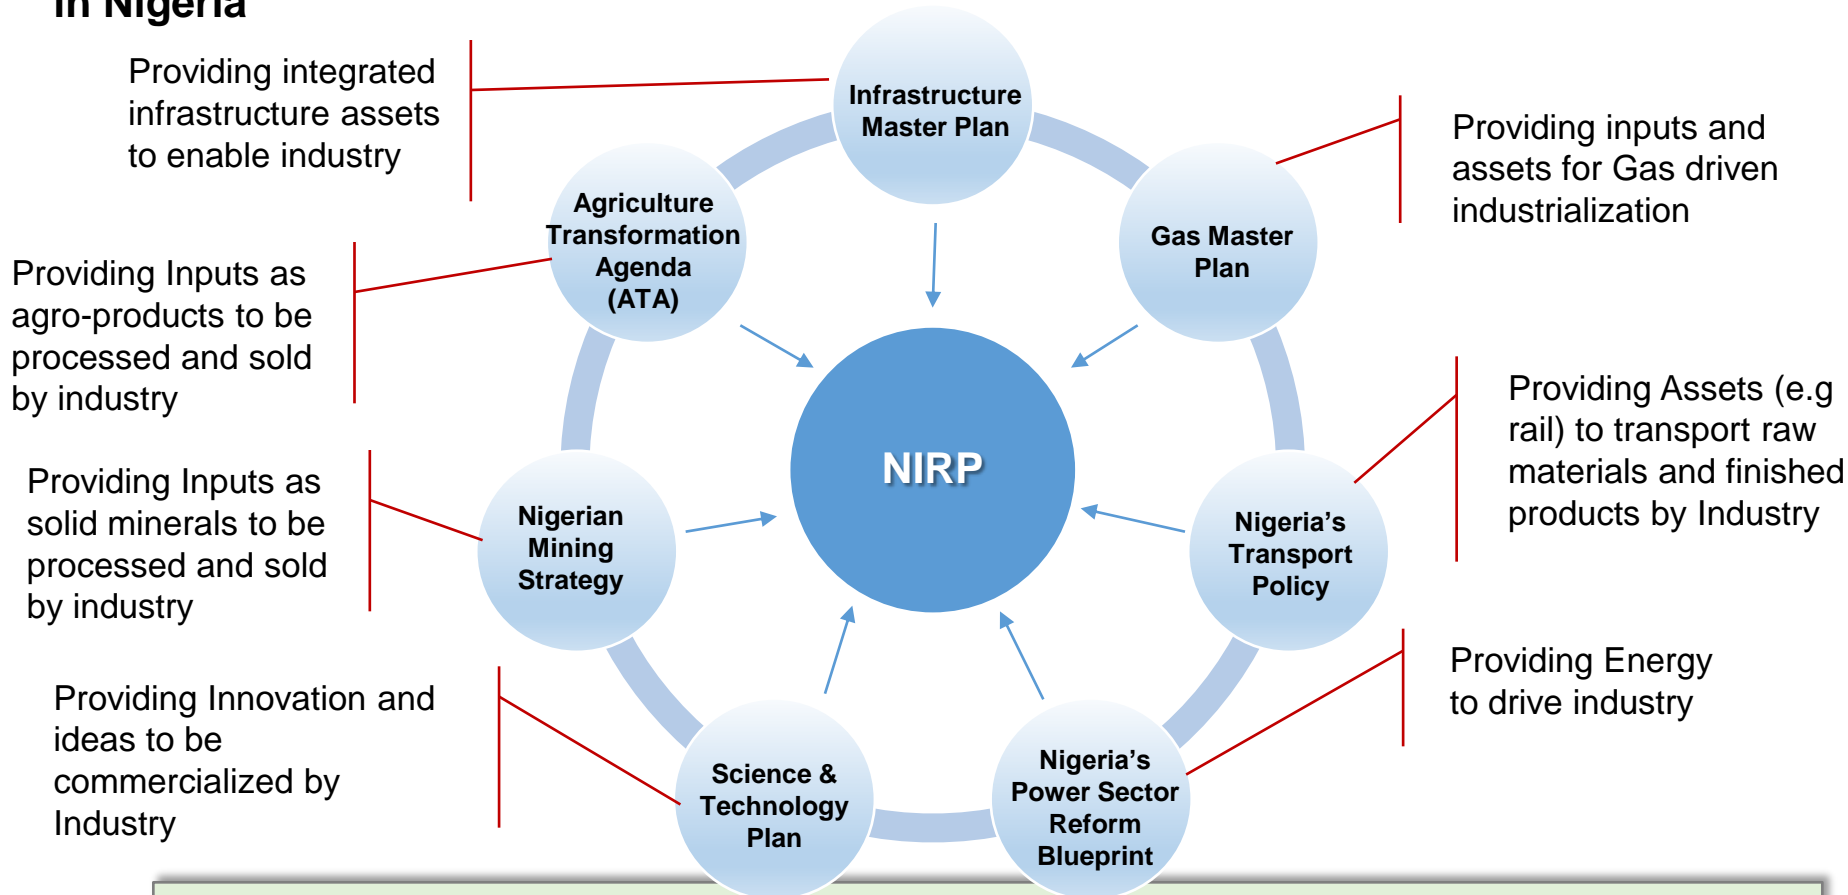 in Nigeria
Providing integrated
infrastructure assets
to enable industry
Infrastructure
Master Plan
Providing inputs and
assets for Gas driven
industrialization
Agriculture
Transformation
Agenda
(ATA)
Gas Master
Plan
Providing Inputs as
agro-products to be
processed and sold
by industry
Providing Assets (e.g
rail) to transport raw
materials and finished
products by Industry
NIRP
Providing Inputs as
solid minerals to be
processed and sold
by industry
Nigerian
Mining
Strategy
Nigeria’s
Transport
Policy
Providing Energy
to drive industry
Providing Innovation and
ideas to be
commercialized by
Industry
Science &
Technology
Plan
Nigeria’s
Power Sector
Reform
Blueprint